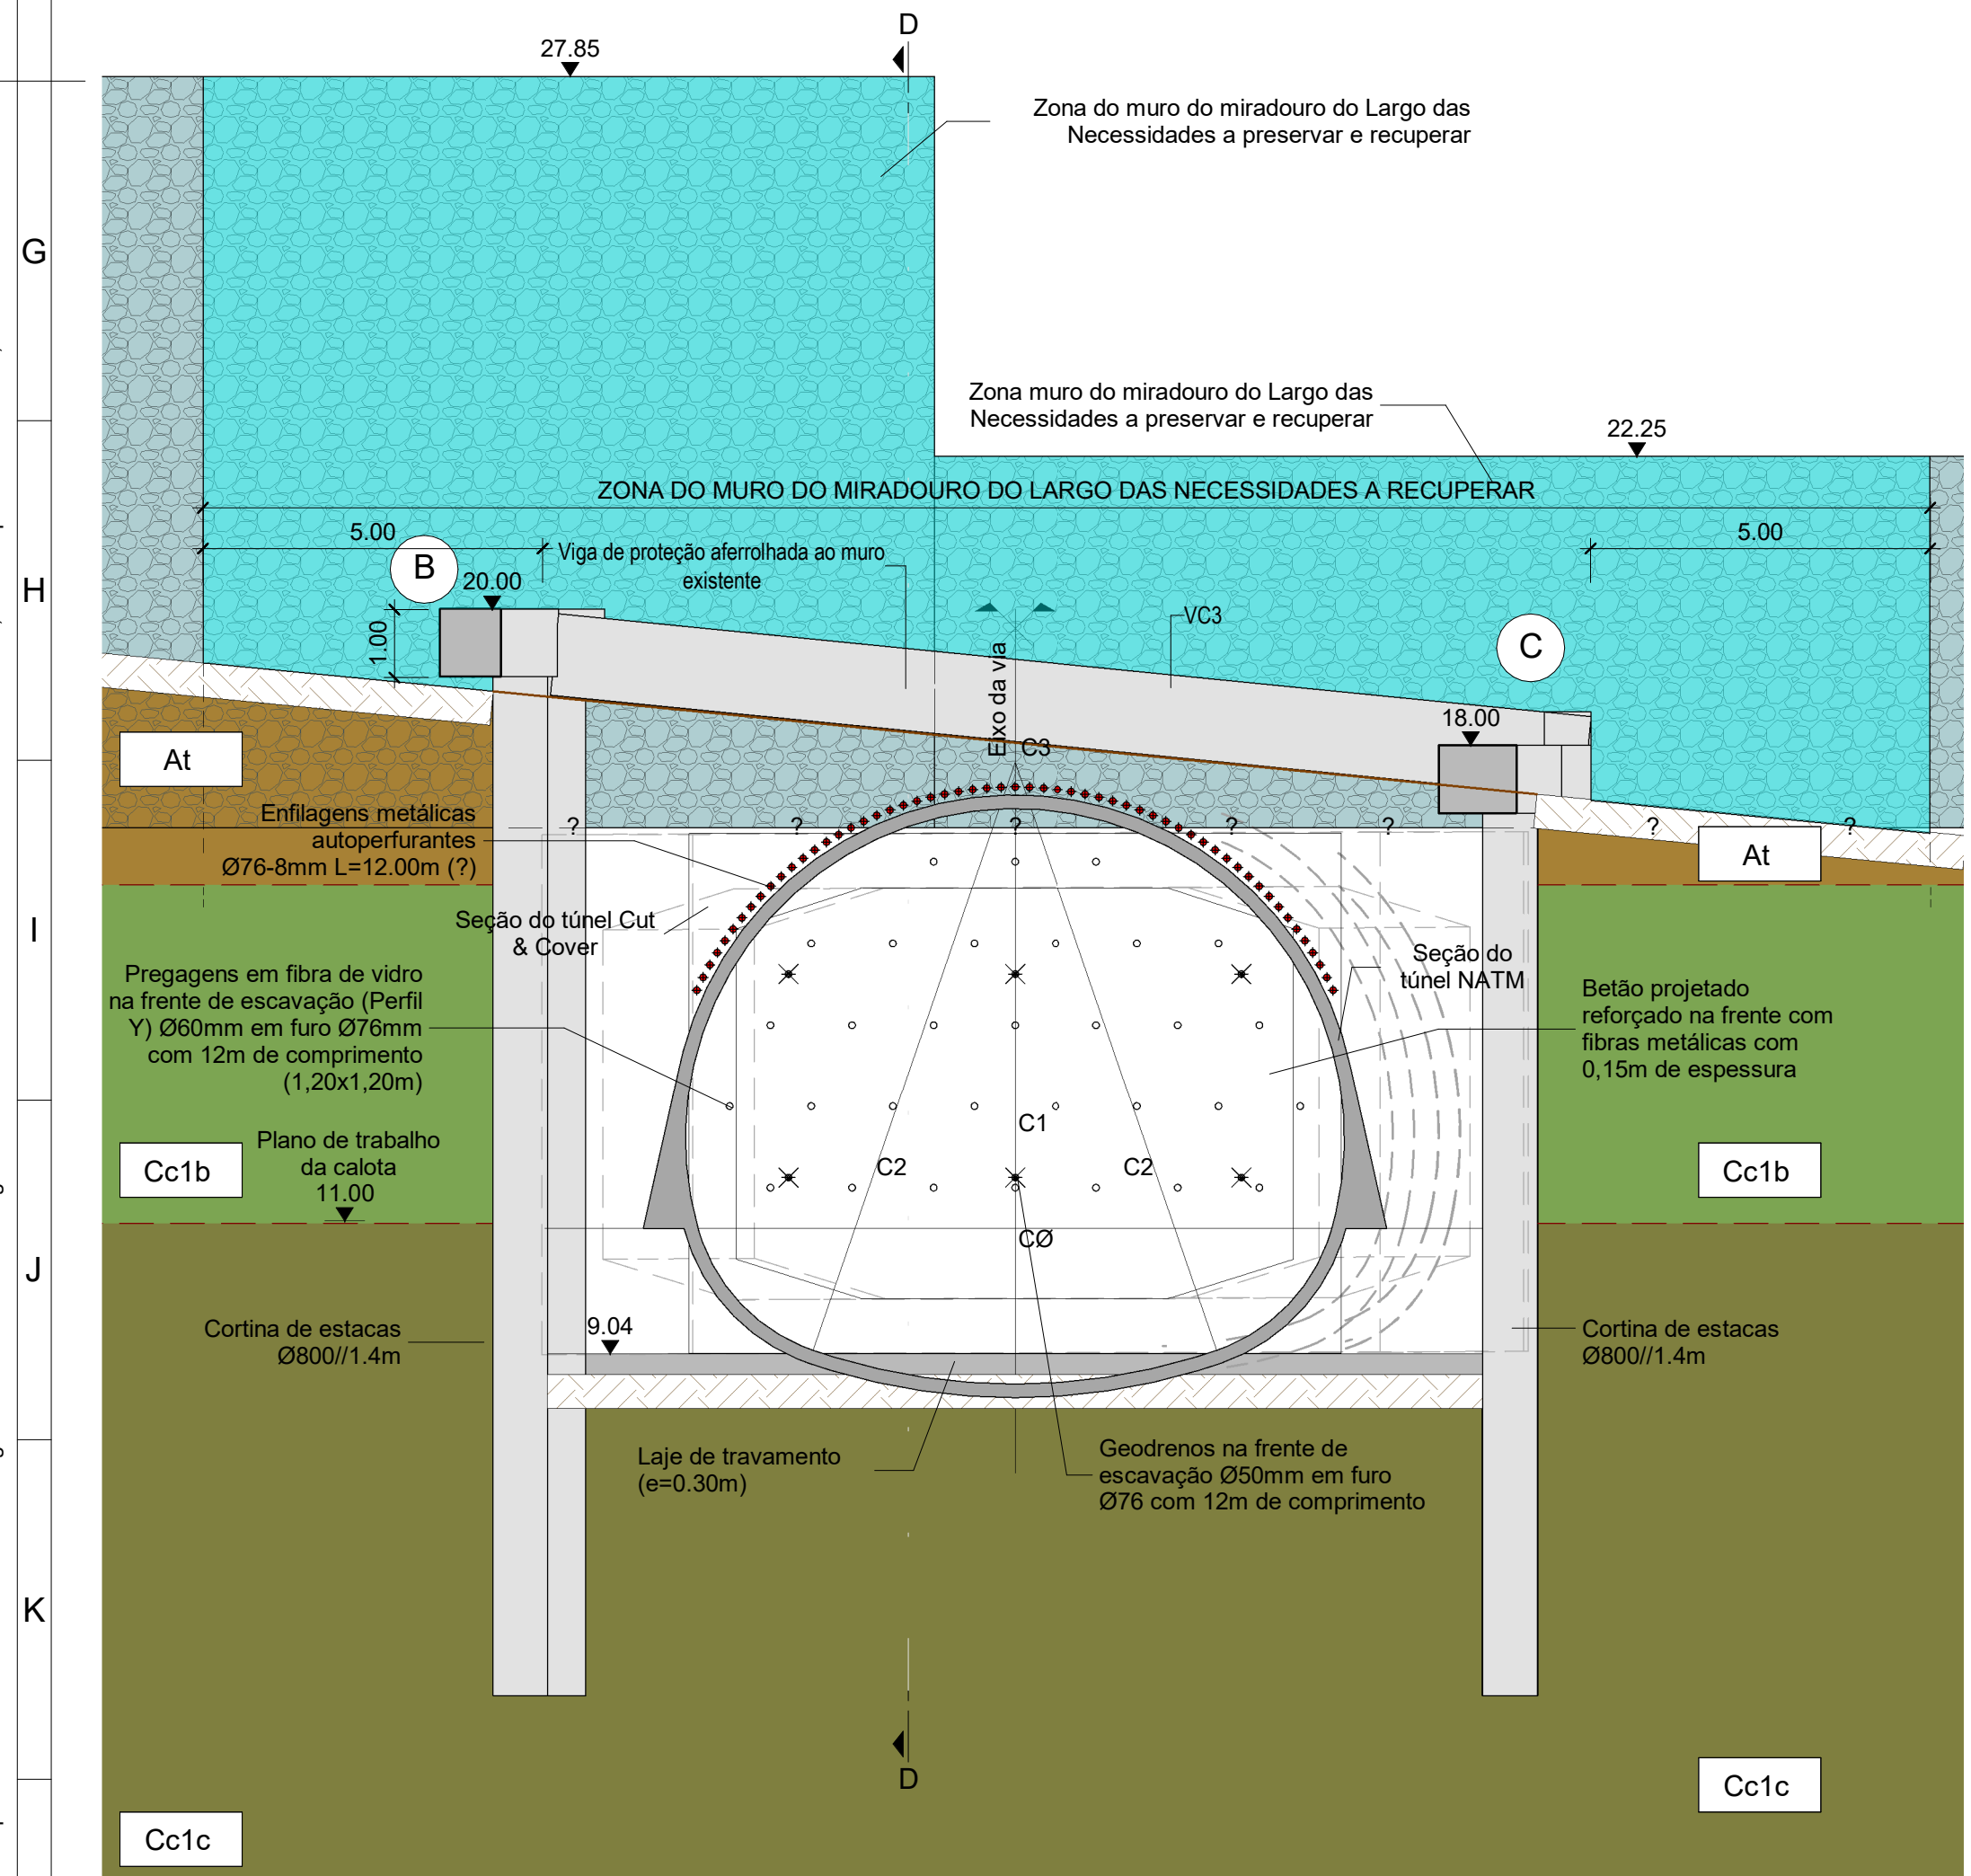 D
27.85
Zona do muro do miradouro do Largo das
Necessidades a preservar e recuperar
G
Zona muro do miradouro do Largo das
Necessidades a preservar e recuperar
22.25
ZONA DO MURO DO MIRADOURO DO LARGO DAS NECESSIDADES A RECUPERAR
5.00
5.00
Viga de proteção aferrolhada ao muro
existente
B
20.00
H
1.00
VC3
C
Eixo da via
18.00
C3
At
Enfilagens metálicas
autoperfurantes
Ø76-8mm L=12.00m (?)
?
?
?
?
?
?
?
At
Seção do túnel Cut
& Cover
I
Seção do
túnel NATM
Pregagens em fibra de vidro
na frente de escavação (Perfil
Y) Ø60mm em furo Ø76mm
com 12m de comprimento
(1,20x1,20m)
Betão projetado
reforçado na frente com
fibras metálicas com
0,15m de espessura
C1
C2
C2
Plano de trabalho
da calota
11.00
Cc1b
Cc1b
CØ
J
9.04
Cortina de estacas
Ø800//1.4m
Cortina de estacas
Ø800//1.4m
Laje de travamento
(e=0.30m)
Geodrenos na frente de
escavação Ø50mm em furo
Ø76 com 12m de comprimento
K
D
Cc1c
Cc1c